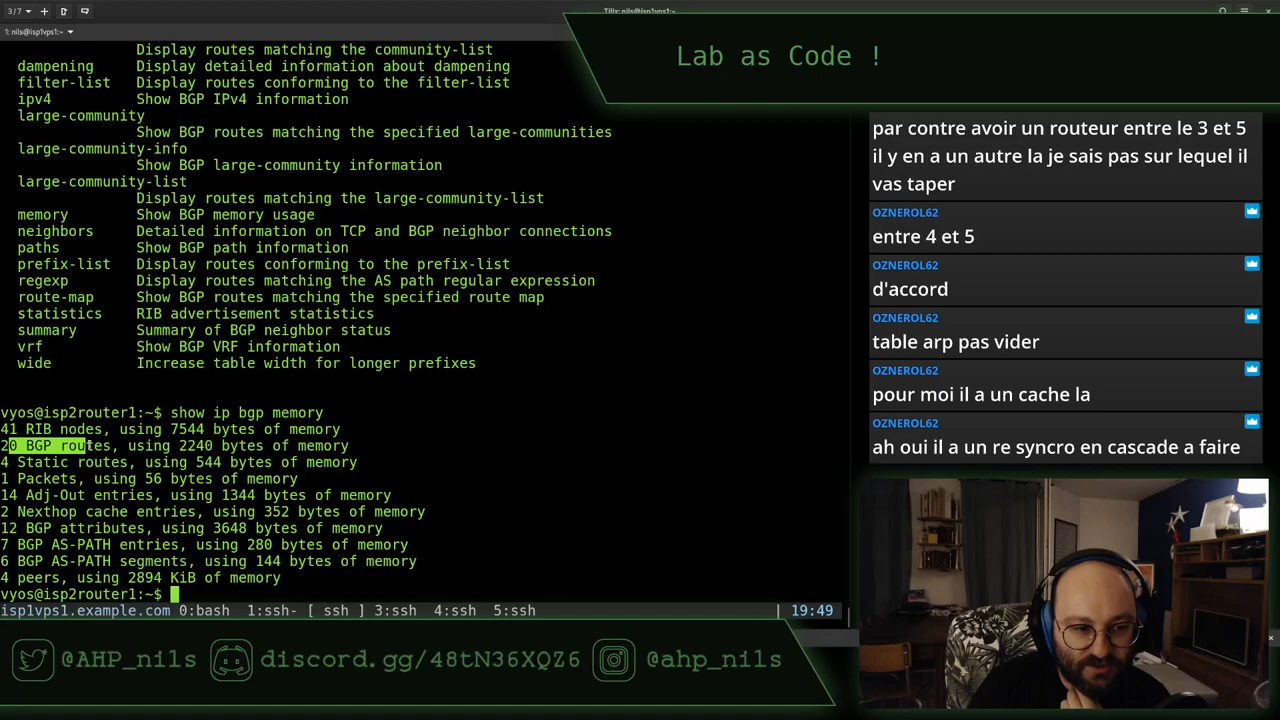 3/7
Tilix: nils@isp1vps1:~
1: nils@isp1vps1:~
Display routes matching the community-list
dampening Display detailed information about dampening
filter-list Display routes conforming to the filter-list
ipv4 Show BGP IPv4 information
large-community
Show BGP routes matching the specified large-communities
large-community-info
Show BGP large-community information
large-community-list
Display routes matching the large-community-list
memory Show BGP memory usage
neighbors Detailed information on TCP and BGP neighbor connections
paths Show BGP path information
prefix-list Display routes conforming to the prefix-list
regexp Display routes matching the AS path regular expression
route-map Show BGP routes matching the specified route map
statistics RIB advertisement statistics
summary Summary of BGP neighbor status
vrf Show BGP VRF information
wide Increase table width for longer prefixes
vyos@isp2router1:~$ show ip bgp memory
41 RIB nodes, using 7544 bytes of memory
20 BGP routes, using 2240 bytes of memory
4 Static routes, using 544 bytes of memory
1 Packets, using 56 bytes of memory
14 Adj-Out entries, using 1344 bytes of memory
2 Nexthop cache entries, using 352 bytes of memory
12 BGP attributes, using 3648 bytes of memory
7 BGP AS-PATH entries, using 280 bytes of memory
6 BGP AS-PATH segments, using 144 bytes of memory
4 peers, using 2894 KiB of memory
vyos@isp2router1:~$
isp1vps1.example.com 0:bash 1:ssh- [ ssh ] 3:ssh 4:ssh 5:ssh | 19:49
Lab as Code !
par contre avoir un routeur entre le 3 et 5
il y en a un autre la je sais pas sur lequel il
vas taper
OZNEROL62
entre 4 et 5
OZNEROL62
d'accord
OZNEROL62
table arp pas vider
OZNEROL62
pour moi il a un cache la
OZNEROL62
ah oui il a un re syncro en cascade a faire
@AHP_nils
discord.gg/48tN36XQZ6
@ahp_nils